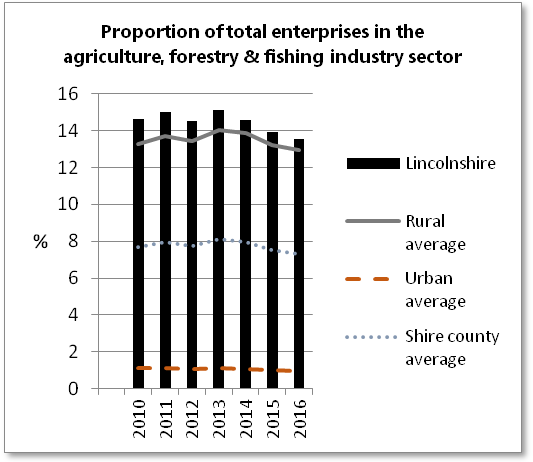 Proportion of total enterprises in the
agriculture, forestry & fishing industry sector
16
14
12
10
8
6
4
2
0
%
2010
2011
2012
2013
2014
2015
2016
Lincolnshire
Rural
average
Urban
average
Shire county
average